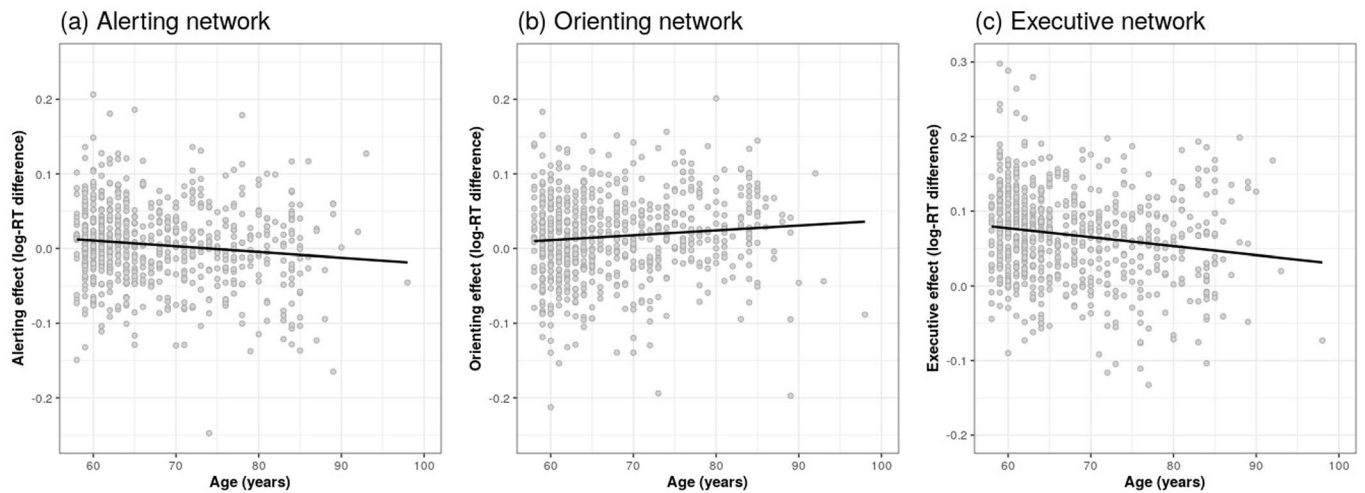 (a) Alerting network
Alerting effect (log-RT difference)
0.2
0.1
0.0
-0.1
-0.2
60 70 80 90 100
Age (years)
(b) Orienting network
Orienting effect (log-RT difference)
0.2
0.1
0.0
-0.1
-0.2
60 70 80 90 100
Age (years)
(c) Executive network
Executive effect (log-RT difference)
0.3
0.2
0.1
0.0
-0.1
-0.2
60 70 80 90 100
Age (years)